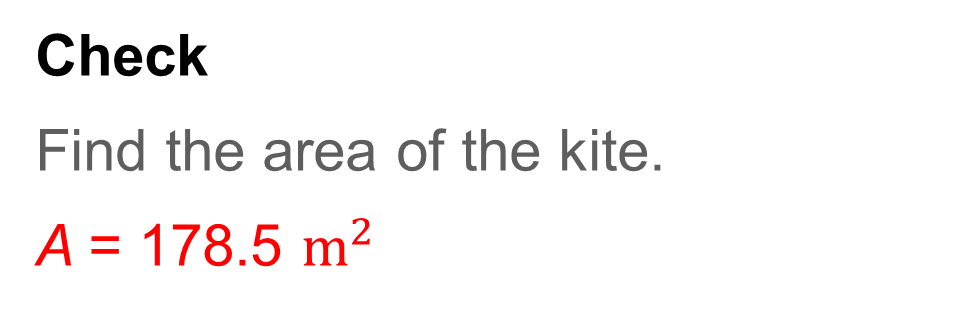 Check
Find the area of the kite.
A = 178.5 m²